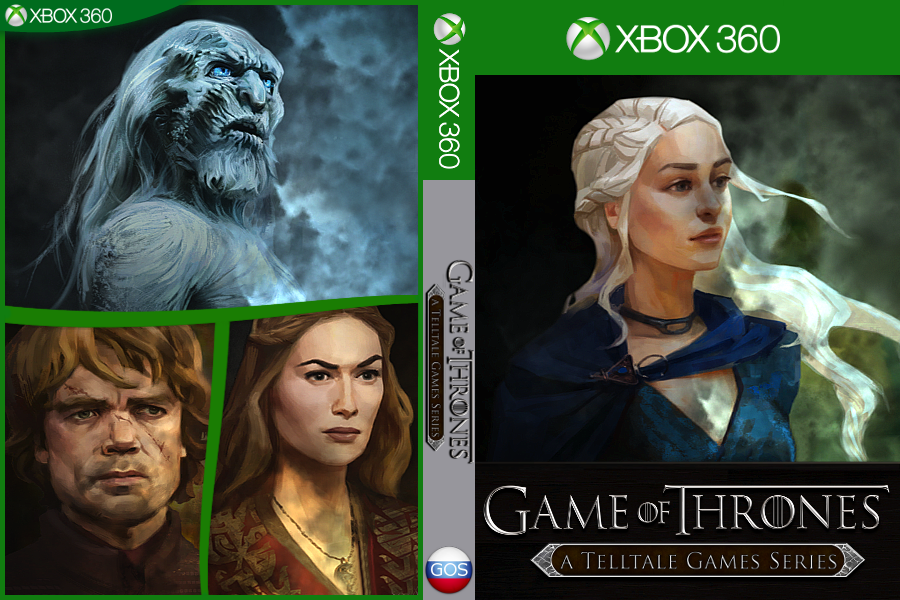 XBOX 360
XBOX 360
GAME OF THRONES
A TELLTALE GAMES SERIES
GOS
XBOX 360
GAME OF THRONES
A TELLTALE GAMES SERIES